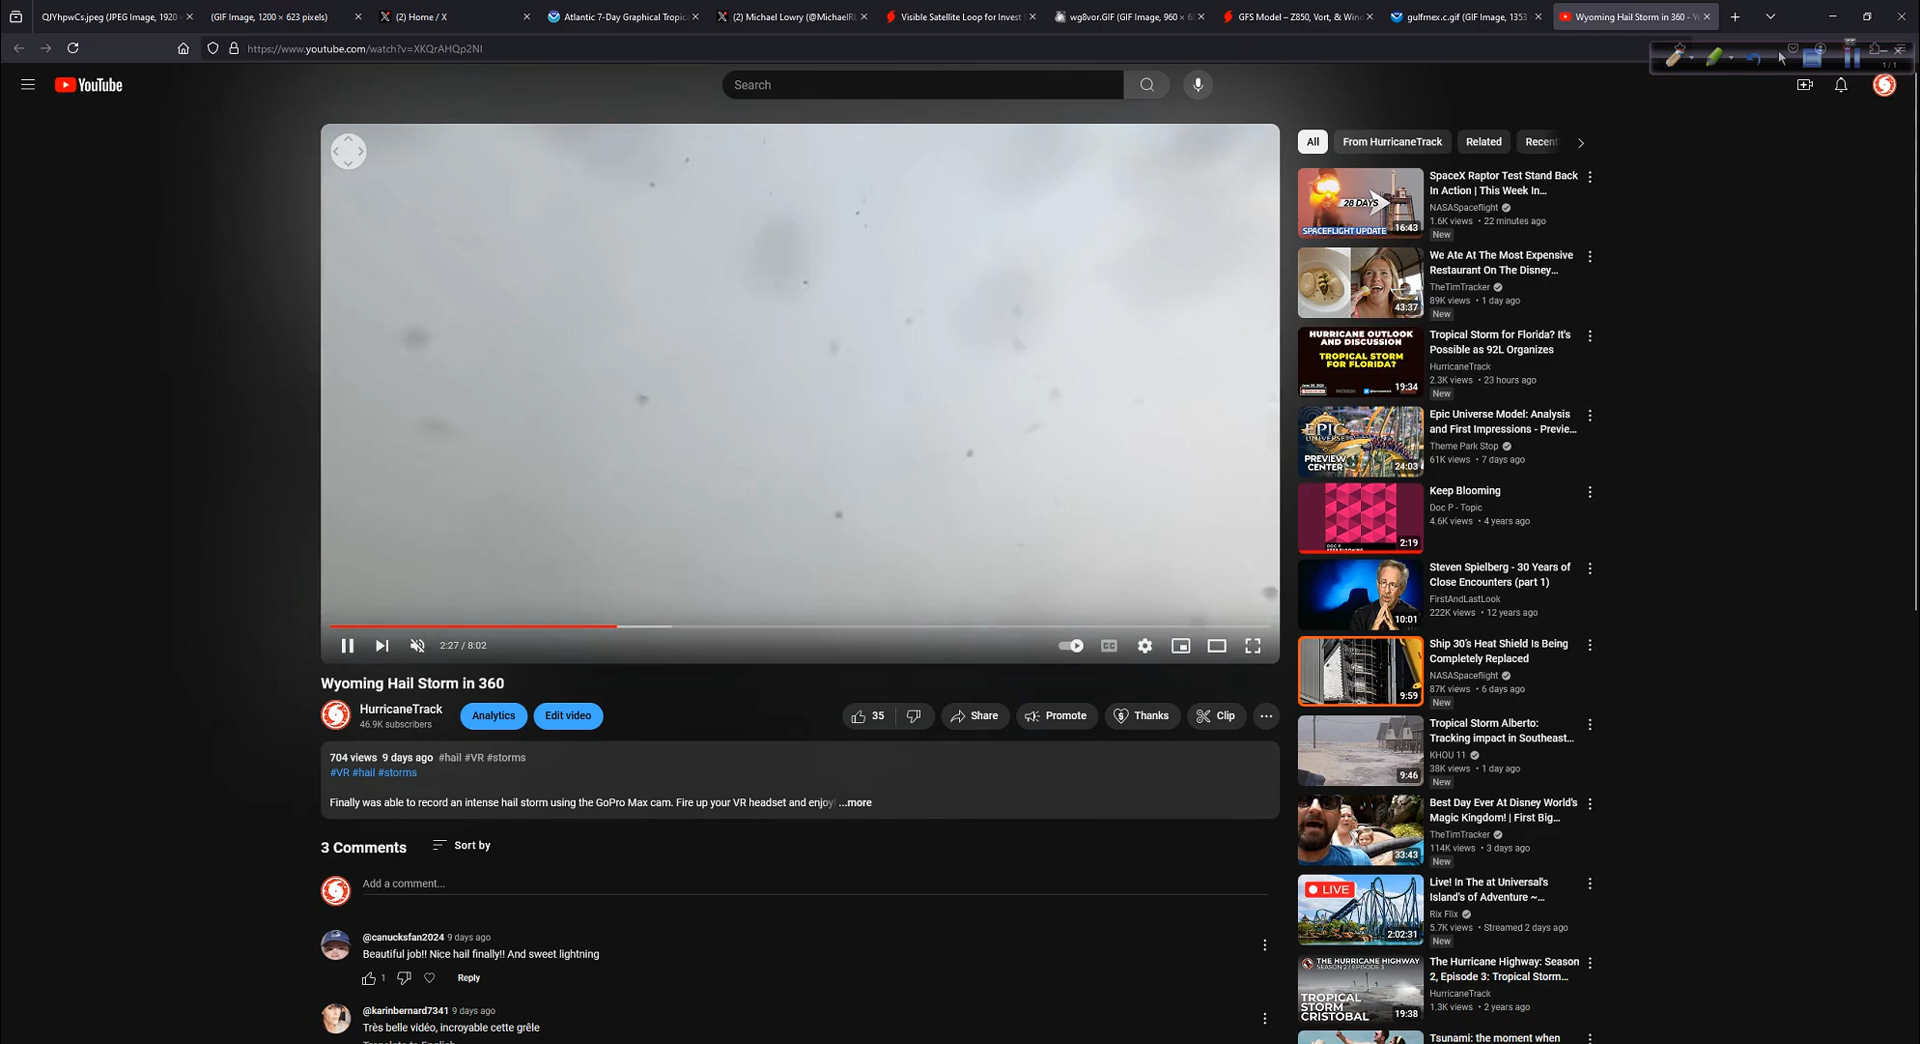 QJYhpwCs.jpeg (JPEG Image, 1920
(GIF Image, 1200 × 623 pixels)
(2) Home / X
Atlantic 7-Day Graphical Tropic
(2) Michael Lowry (@MichaelRL
Visible Satellite Loop for Invest
wg8vor.GIF (GIF Image, 960 × 6
GFS Model – Z850, Vort, & Win
gulfmex.c.gif (GIF Image, 1353
Wyoming Hail Storm in 360 - Y
https://www.youtube.com/watch?v=XKQrAHQp2NI
1 / 1
YouTube
Search
2:27 / 8:02
CC
Wyoming Hail Storm in 360
HurricaneTrack
46.9K subscribers
Analytics
Edit video
35
Share
Promote
Thanks
Clip
704 views 9 days ago #hail #VR #storms
#VR #hail #storms
Finally was able to record an intense hail storm using the GoPro Max cam. Fire up your VR headset and enjoy! ...more
3 Comments
Sort by
Add a comment...
@canucksfan2024 9 days ago
Beautiful job!! Nice hail finally!! And sweet lightning
1
Reply
@karinbernard7341 9 days ago
Très belle vidéo, incroyable cette grêle
Translate to English
All
From HurricaneTrack
Related
Recent
28 DAYS
SPACEFLIGHT UPDATE
16:43
SpaceX Raptor Test Stand Back
In Action | This Week In...
NASASpaceflight
1.6K views • 22 minutes ago
New
43:37
We Ate At The Most Expensive
Restaurant On The Disney...
TheTimTracker
89K views • 1 day ago
New
HURRICANE OUTLOOK
AND DISCUSSION
TROPICAL STORM
FOR FLORIDA?
19:34
Tropical Storm for Florida? It's
Possible as 92L Organizes
HurricaneTrack
2.3K views • 23 hours ago
New
EPIC
UNIVERSE
PREVIEW
CENTER
24:03
Epic Universe Model: Analysis
and First Impressions - Previe...
Theme Park Stop
61K views • 7 days ago
DOC P
KEEP BLOOMING
2:19
Keep Blooming
Doc P - Topic
4.6K views • 4 years ago
10:01
Steven Spielberg - 30 Years of
Close Encounters (part 1)
FirstAndLastLook
222K views • 12 years ago
9:59
Ship 30's Heat Shield Is Being
Completely Replaced
NASASpaceflight
87K views • 6 days ago
New
9:46
Tropical Storm Alberto:
Tracking impact in Southeast...
KHOU 11
38K views • 1 day ago
New
33:43
Best Day Ever At Disney World's
Magic Kingdom! | First Big...
TheTimTracker
114K views • 3 days ago
New
LIVE
2:02:31
Live! In The at Universal's
Island's of Adventure ~...
Rix Flix
5.7K views • Streamed 2 days ago
New
THE HURRICANE HIGHWAY
SEASON 2 / EPISODE 3
TROPICAL
STORM
CRISTOBAL
19:38
The Hurricane Highway: Season
2, Episode 3: Tropical Storm...
HurricaneTrack
1.3K views • 2 years ago
Tsunami: the moment when